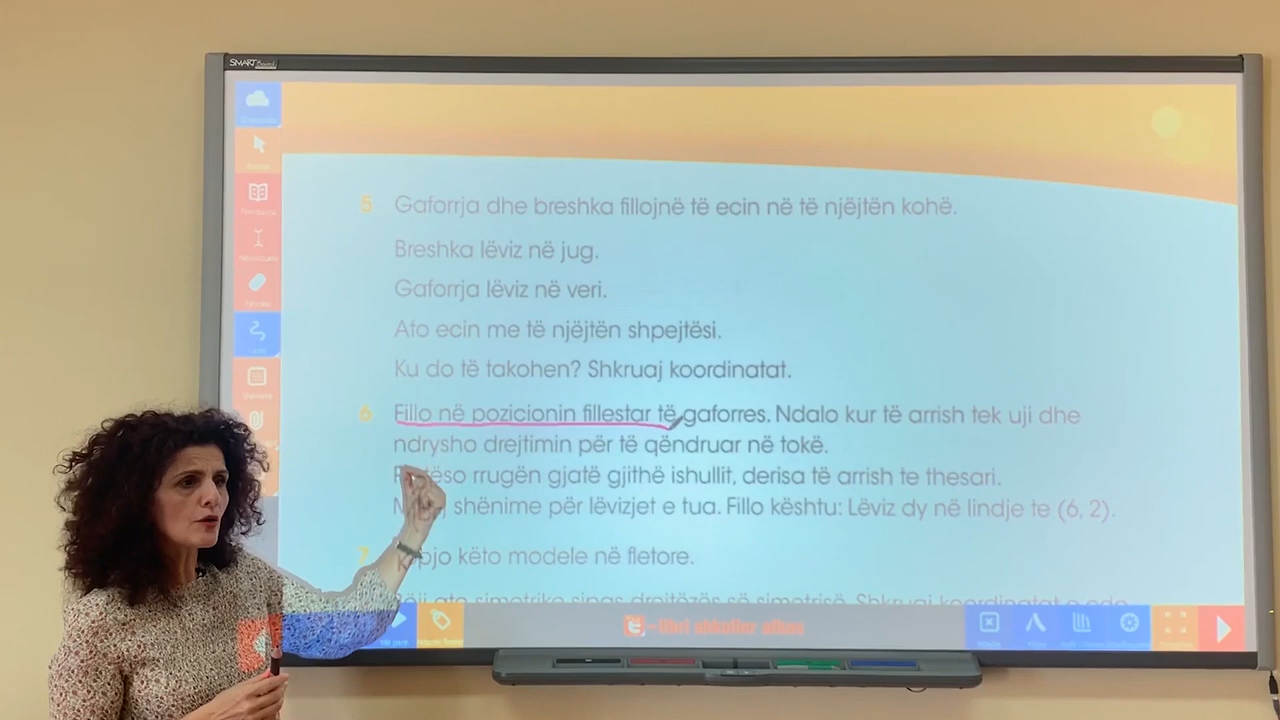 SMART Board
5 Gaforrja dhe breshka fillojnë të ecin në të njëjtën kohë.
Breshka lëviz në jug.
Gaforrja lëviz në veri.
Ato ecin me të njëjtën shpejtësi.
Ku do të takohen? Shkruaj koordinatat.
6 Fillo në pozicionin fillestar të gaforres. Ndalo kur të arrish tek uji dhe
ndrysho drejtimin për të qëndruar në tokë.
rrugën gjatë gjithë ishullit, derisa të arrish te thesari.
shënime për lëvizjet e tua. Fillo kështu: Lëviz dy në lindje te (6, 2).
7 Kopjo këto modele në fletore.